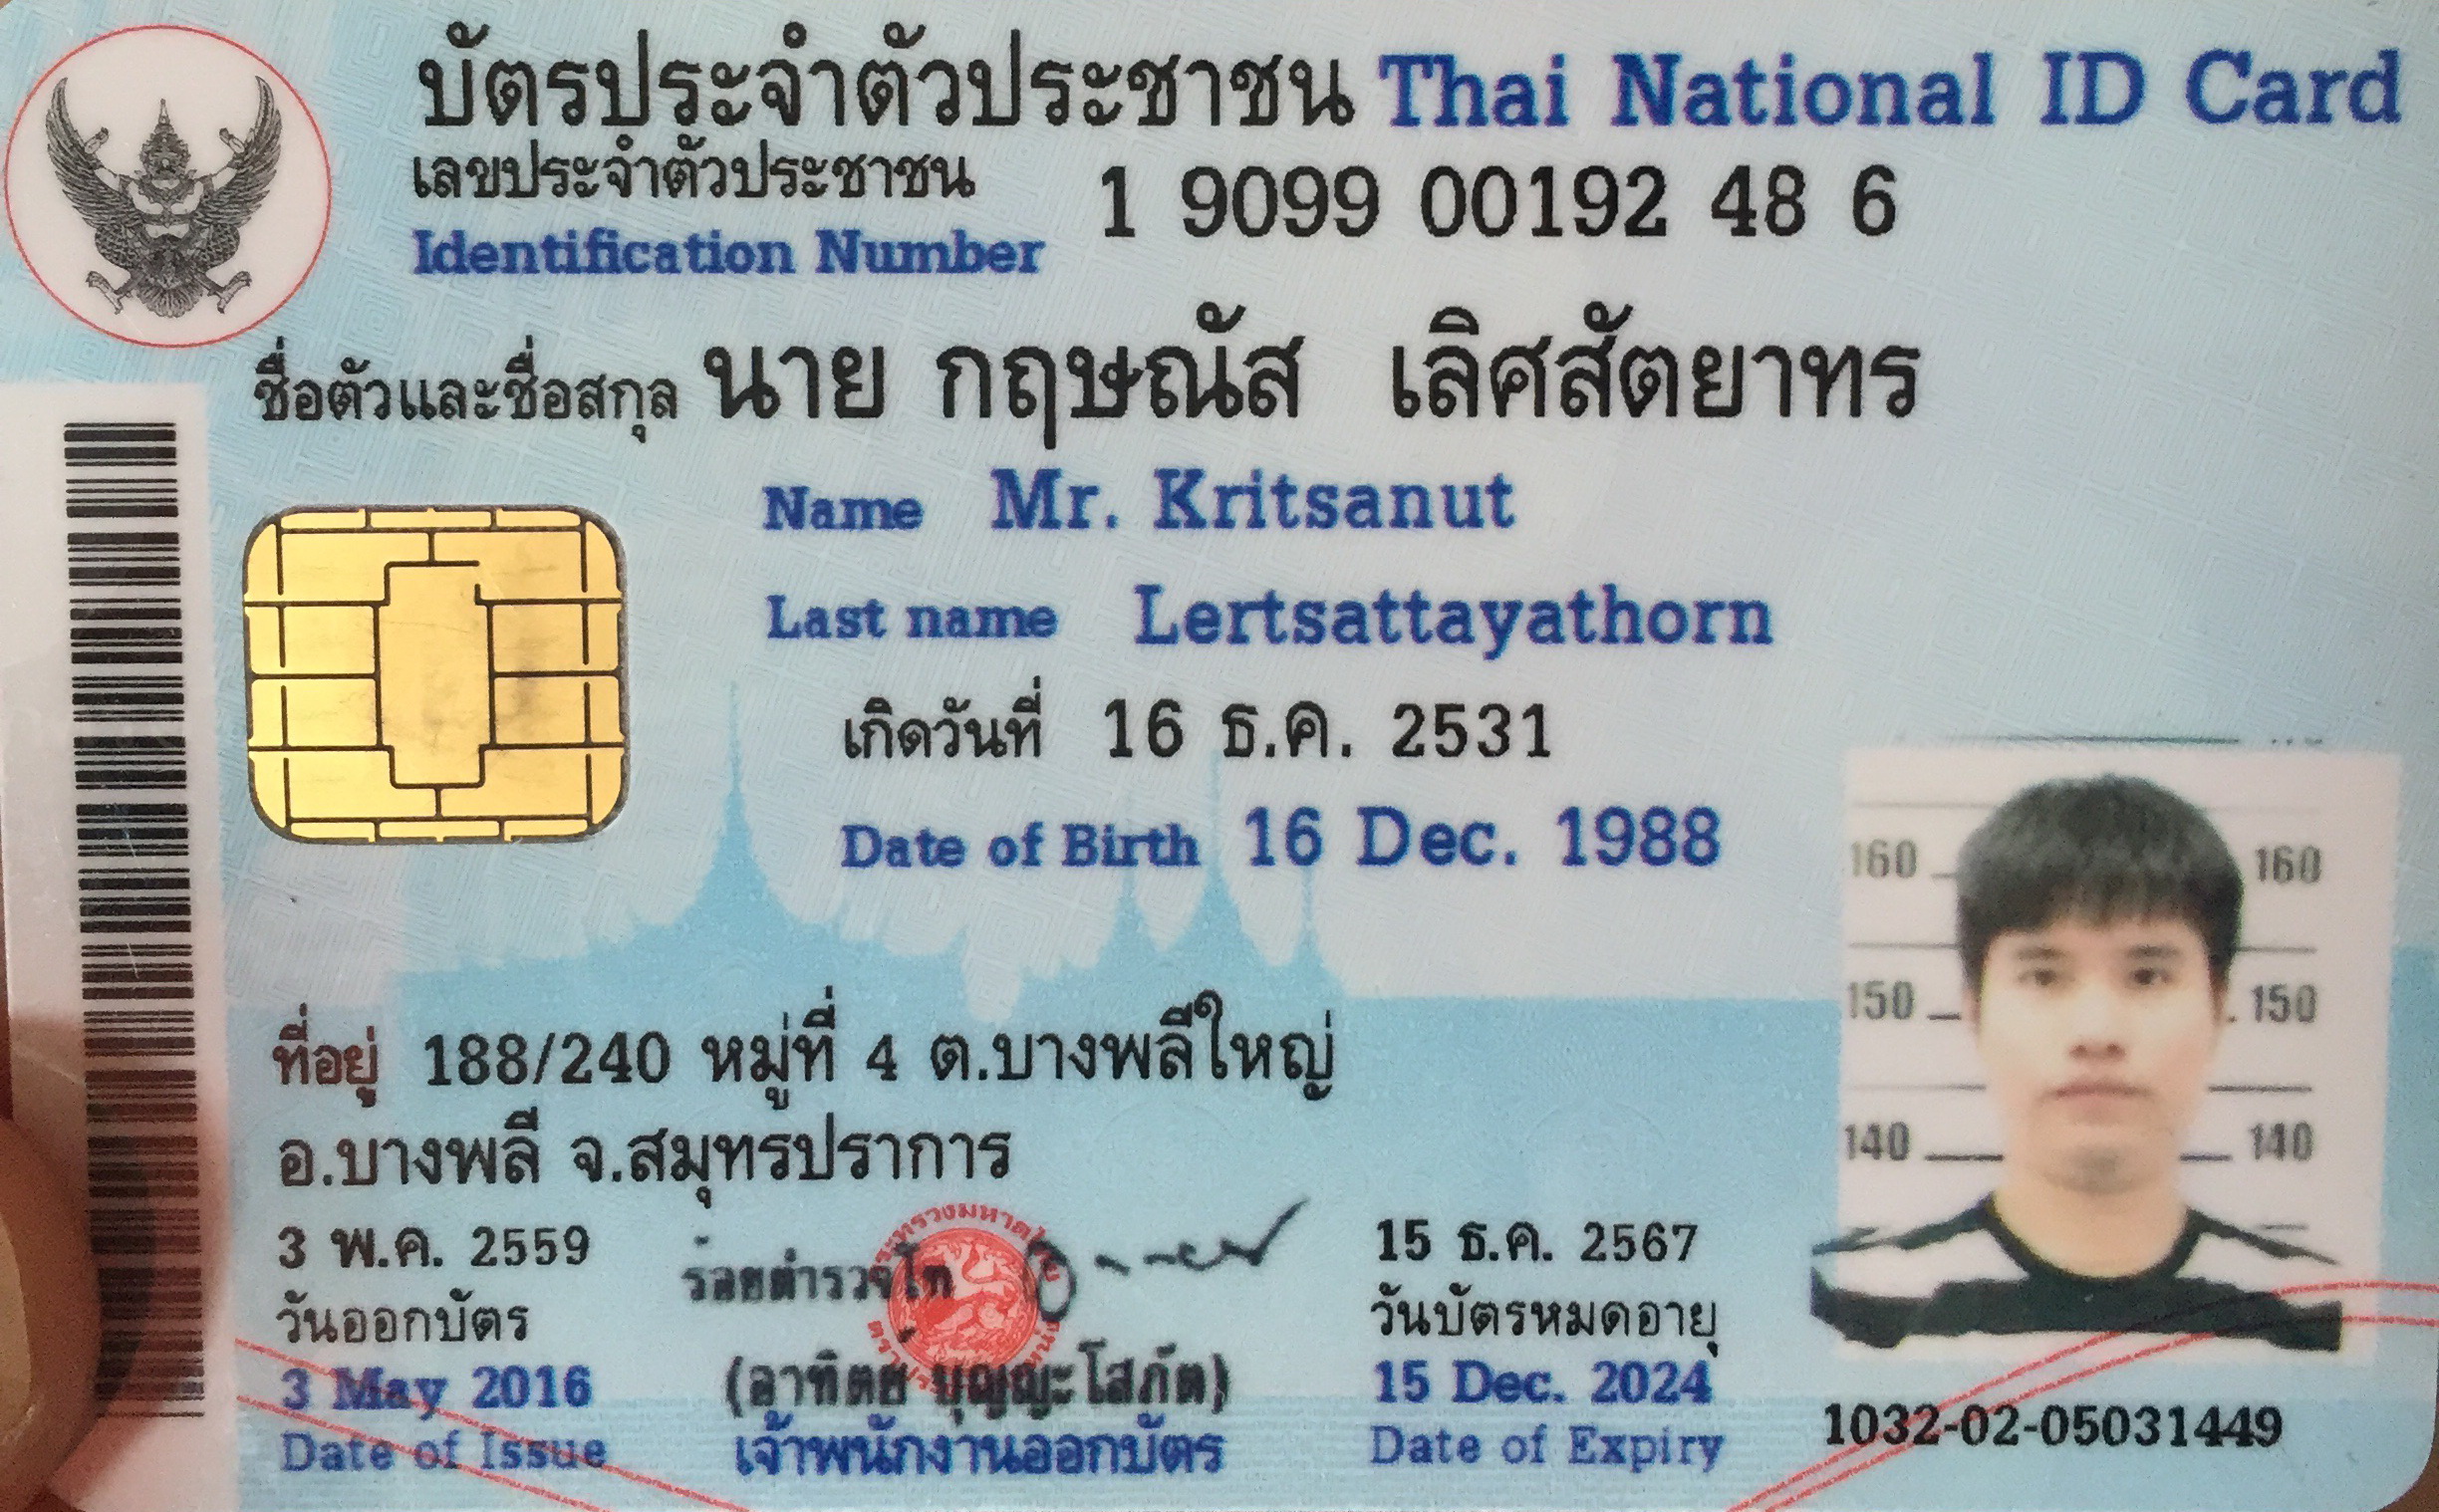 บัตรประจำตัวประชาชน Thai National ID Card
เลขประจำตัวประชาชน
Identification Number 1 9099 00192 48 6
ชื่อตัวและชื่อสกุล นาย กฤษณัส เลิศสัตยาทร
Name Mr. Kritsanut
Last name Lertsattayathorn
เกิดวันที่ 16 ธ.ค. 2531
Date of Birth 16 Dec. 1988
160 160
150 150
140 140
ที่อยู่ 188/240 หมู่ที่ 4 ต.บางพลีใหญ่
อ.บางพลี จ.สมุทรปราการ
3 พ.ค. 2559
วันออกบัตร
3 May 2016
Date of Issue
ร้อยตำรวจโท
(อาทิตย์ บุญญะโสภัต)
เจ้าพนักงานออกบัตร
15 ธ.ค. 2567
วันบัตรหมดอายุ
15 Dec. 2024
Date of Expiry
1032-02-05031449